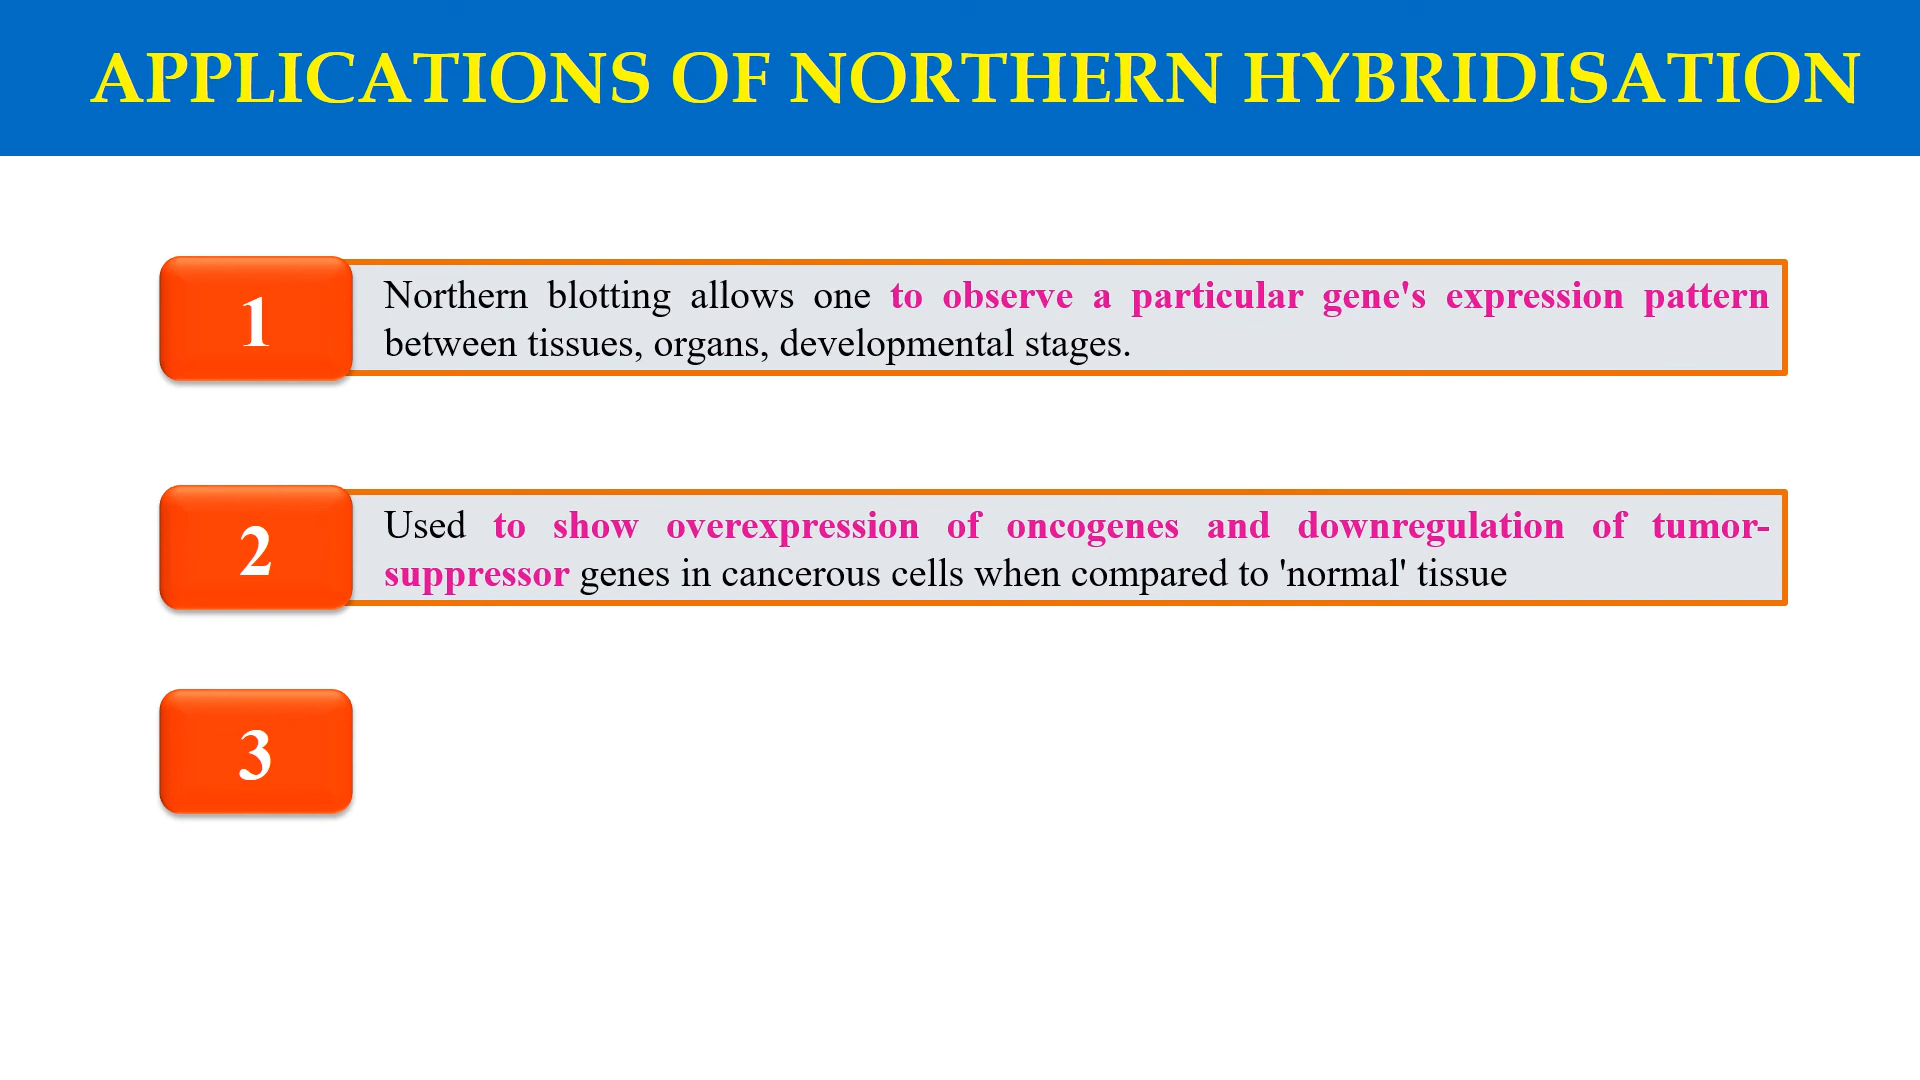 APPLICATIONS OF NORTHERN HYBRIDISATION
1
Northern blotting allows one to observe a particular gene's expression pattern
between tissues, organs, developmental stages.
2
Used to show overexpression of oncogenes and downregulation of tumor-
suppressor genes in cancerous cells when compared to 'normal' tissue
3